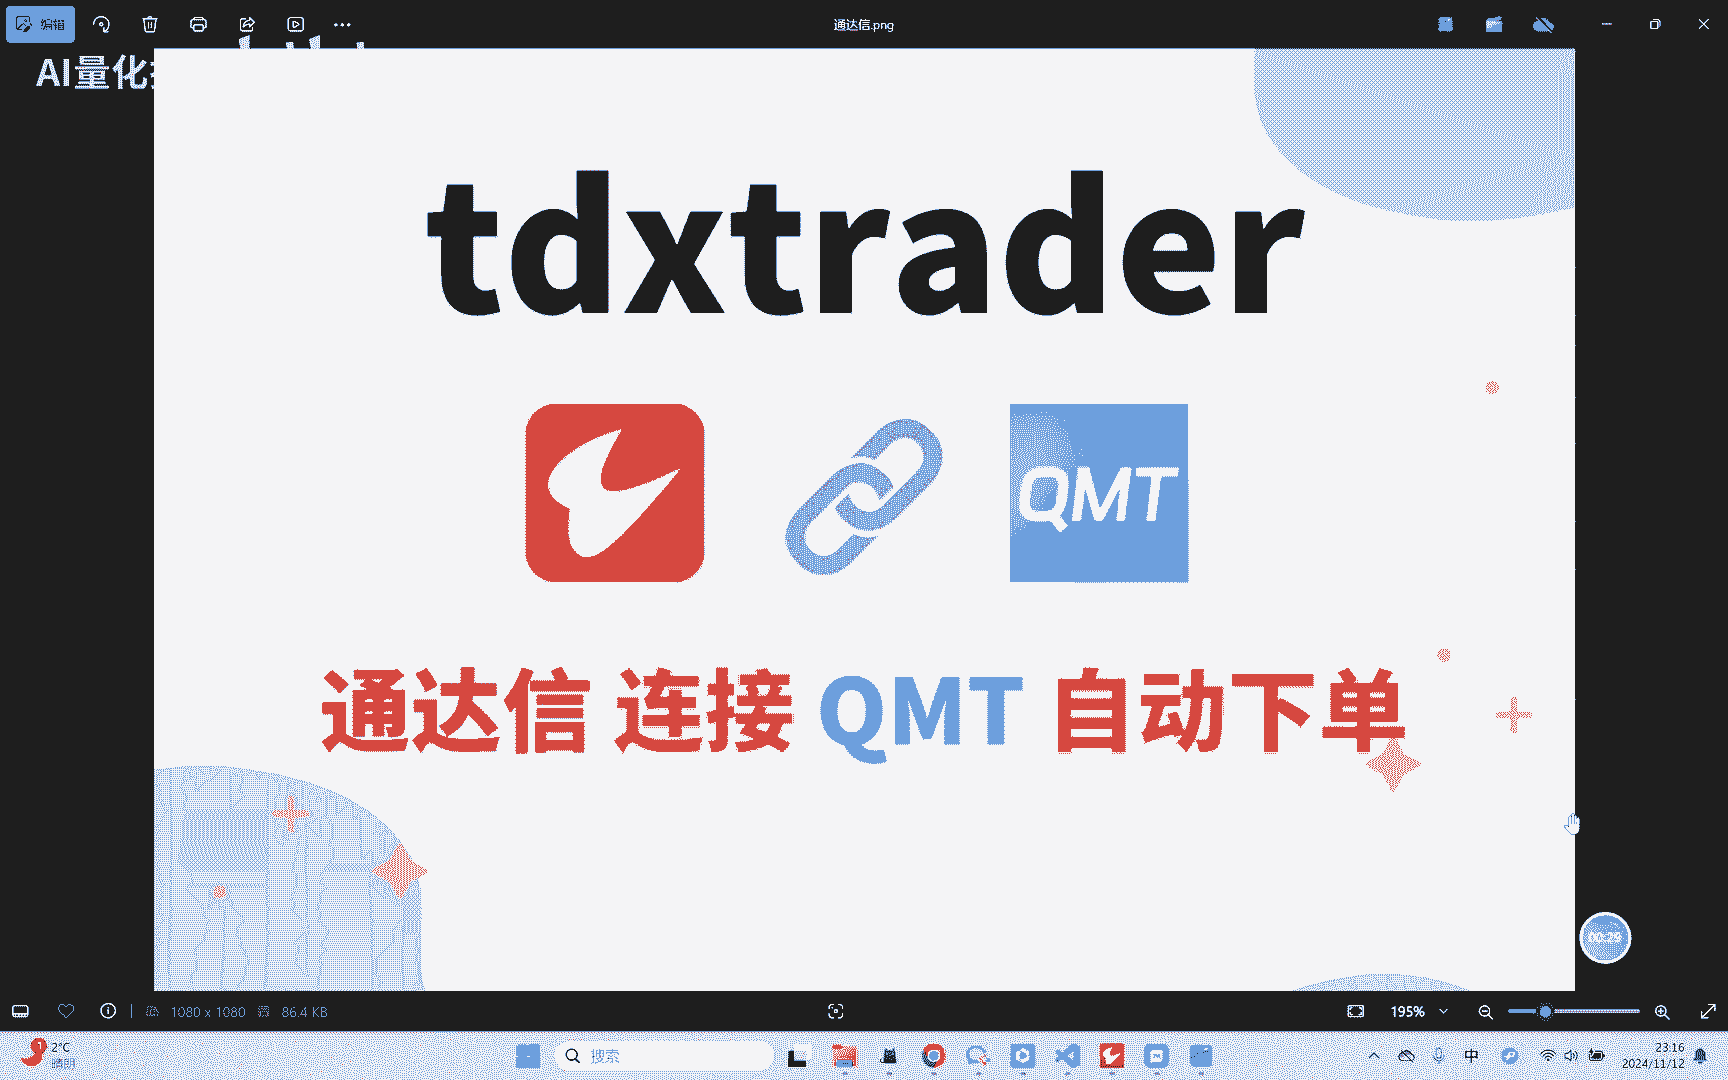 编辑
通达信.png
AI量化
tdxtrader
QMT
通达信 连接 QMT 自动下单
1080 x 1080
86.4 KB
195%
2°C
晴朗
搜索
中
23:16
2024/11/12